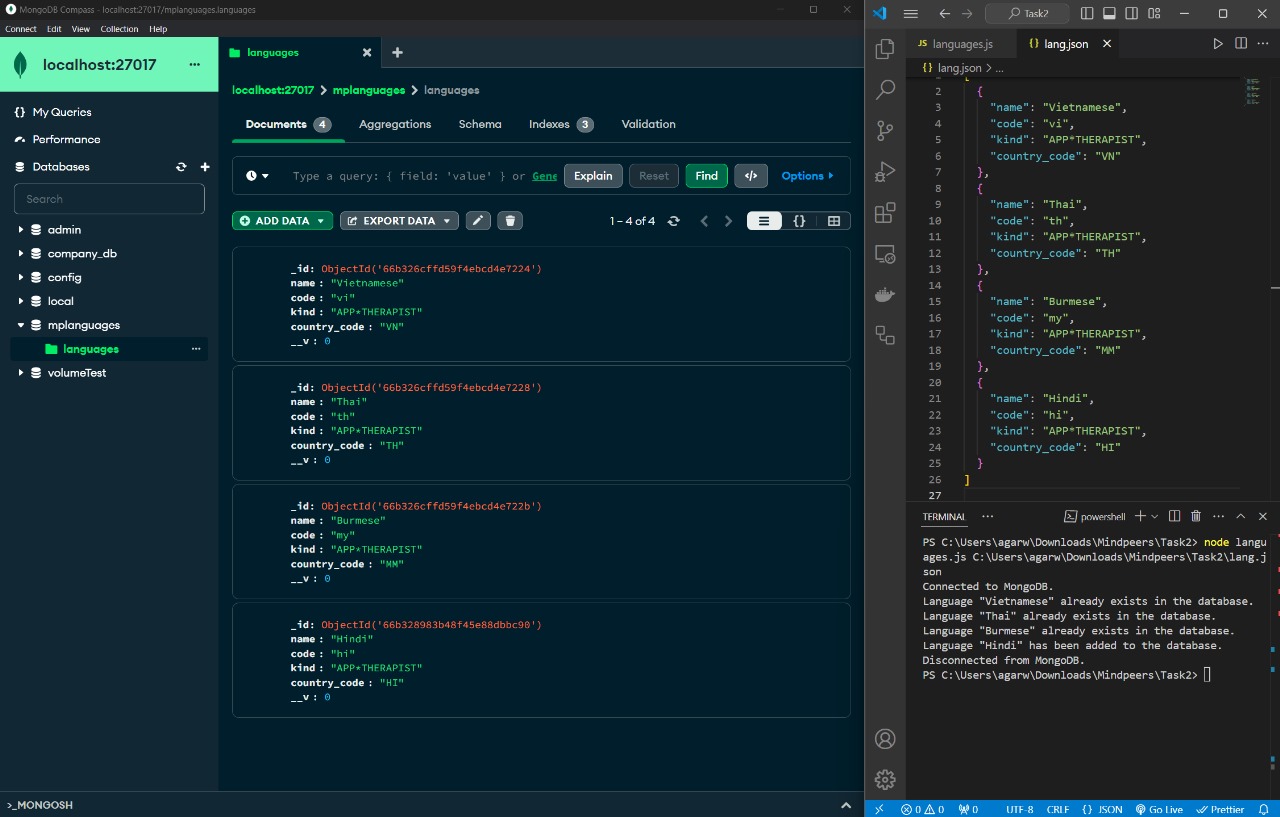 MongoDB Compass - localhost:27017/mplanguages.languages
Connect Edit View Collection Help
localhost:27017 ...
{} My Queries
Performance
Databases
Search
admin
company_db
config
local
mplanguages
languages ...
volumeTest
>_MONGOSH
languages
localhost:27017 > mplanguages > languages
Documents 4 Aggregations Schema Indexes 3 Validation
Type a query: { field: 'value' } or Gene Explain Reset Find </> Options
ADD DATA EXPORT DATA 1 – 4 of 4 {}
_id: ObjectId('66b326cffd59f4ebcd4e7224')
name : "Vietnamese"
code : "vi"
kind : "APP*THERAPIST"
country_code : "VN"
__v : 0
_id: ObjectId('66b326cffd59f4ebcd4e7228')
name : "Thai"
code : "th"
kind : "APP*THERAPIST"
country_code : "TH"
__v : 0
_id: ObjectId('66b326cffd59f4ebcd4e722b')
name : "Burmese"
code : "my"
kind : "APP*THERAPIST"
country_code : "MM"
__v : 0
_id: ObjectId('66b328983b48f45e88dbbc90')
name : "Hindi"
code : "hi"
kind : "APP*THERAPIST"
country_code : "HI"
__v : 0
Task2
JS languages.js {} lang.json
{} lang.json > ...
2 {
3 "name": "Vietnamese",
4 "code": "vi",
5 "kind": "APP*THERAPIST",
6 "country_code": "VN"
7 },
8 {
9 "name": "Thai",
10 "code": "th",
11 "kind": "APP*THERAPIST",
12 "country_code": "TH"
13 },
14 {
15 "name": "Burmese",
16 "code": "my",
17 "kind": "APP*THERAPIST",
18 "country_code": "MM"
19 },
20 {
21 "name": "Hindi",
22 "code": "hi",
23 "kind": "APP*THERAPIST",
24 "country_code": "HI"
25 }
26 ]
27
TERMINAL ... powershell
PS C:\Users\agarw\Downloads\Mindpeers\Task2> node langu
ages.js C:\Users\agarw\Downloads\Mindpeers\Task2\lang.j
son
Connected to MongoDB.
Language "Vietnamese" already exists in the database.
Language "Thai" already exists in the database.
Language "Burmese" already exists in the database.
Language "Hindi" has been added to the database.
Disconnected from MongoDB.
PS C:\Users\agarw\Downloads\Mindpeers\Task2>
0 0 0 UTF-8 CRLF {} JSON Go Live Prettier